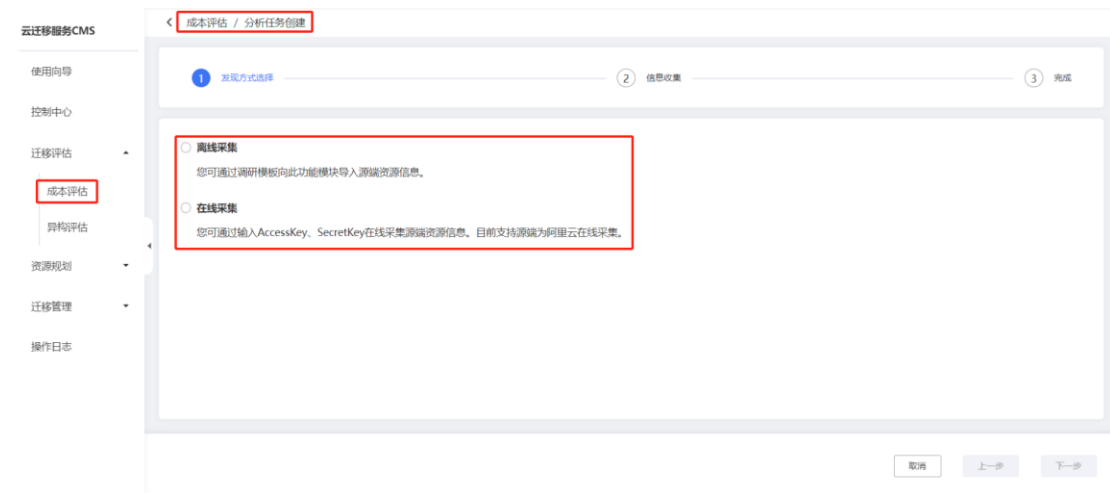 云迁移服务CMS
使用向导
控制中心
迁移评估
成本评估
异构评估
资源规划
迁移管理
操作日志
成本评估 / 分析任务创建
1 发现方式选择
2 信息收集
3 完成
离线采集
您可通过调研模板向此功能模块导入源端资源信息。
在线采集
您可通过输入AccessKey、SecretKey在线采集源端资源信息。目前支持源端为阿里云在线采集。
取消
上一步
下一步